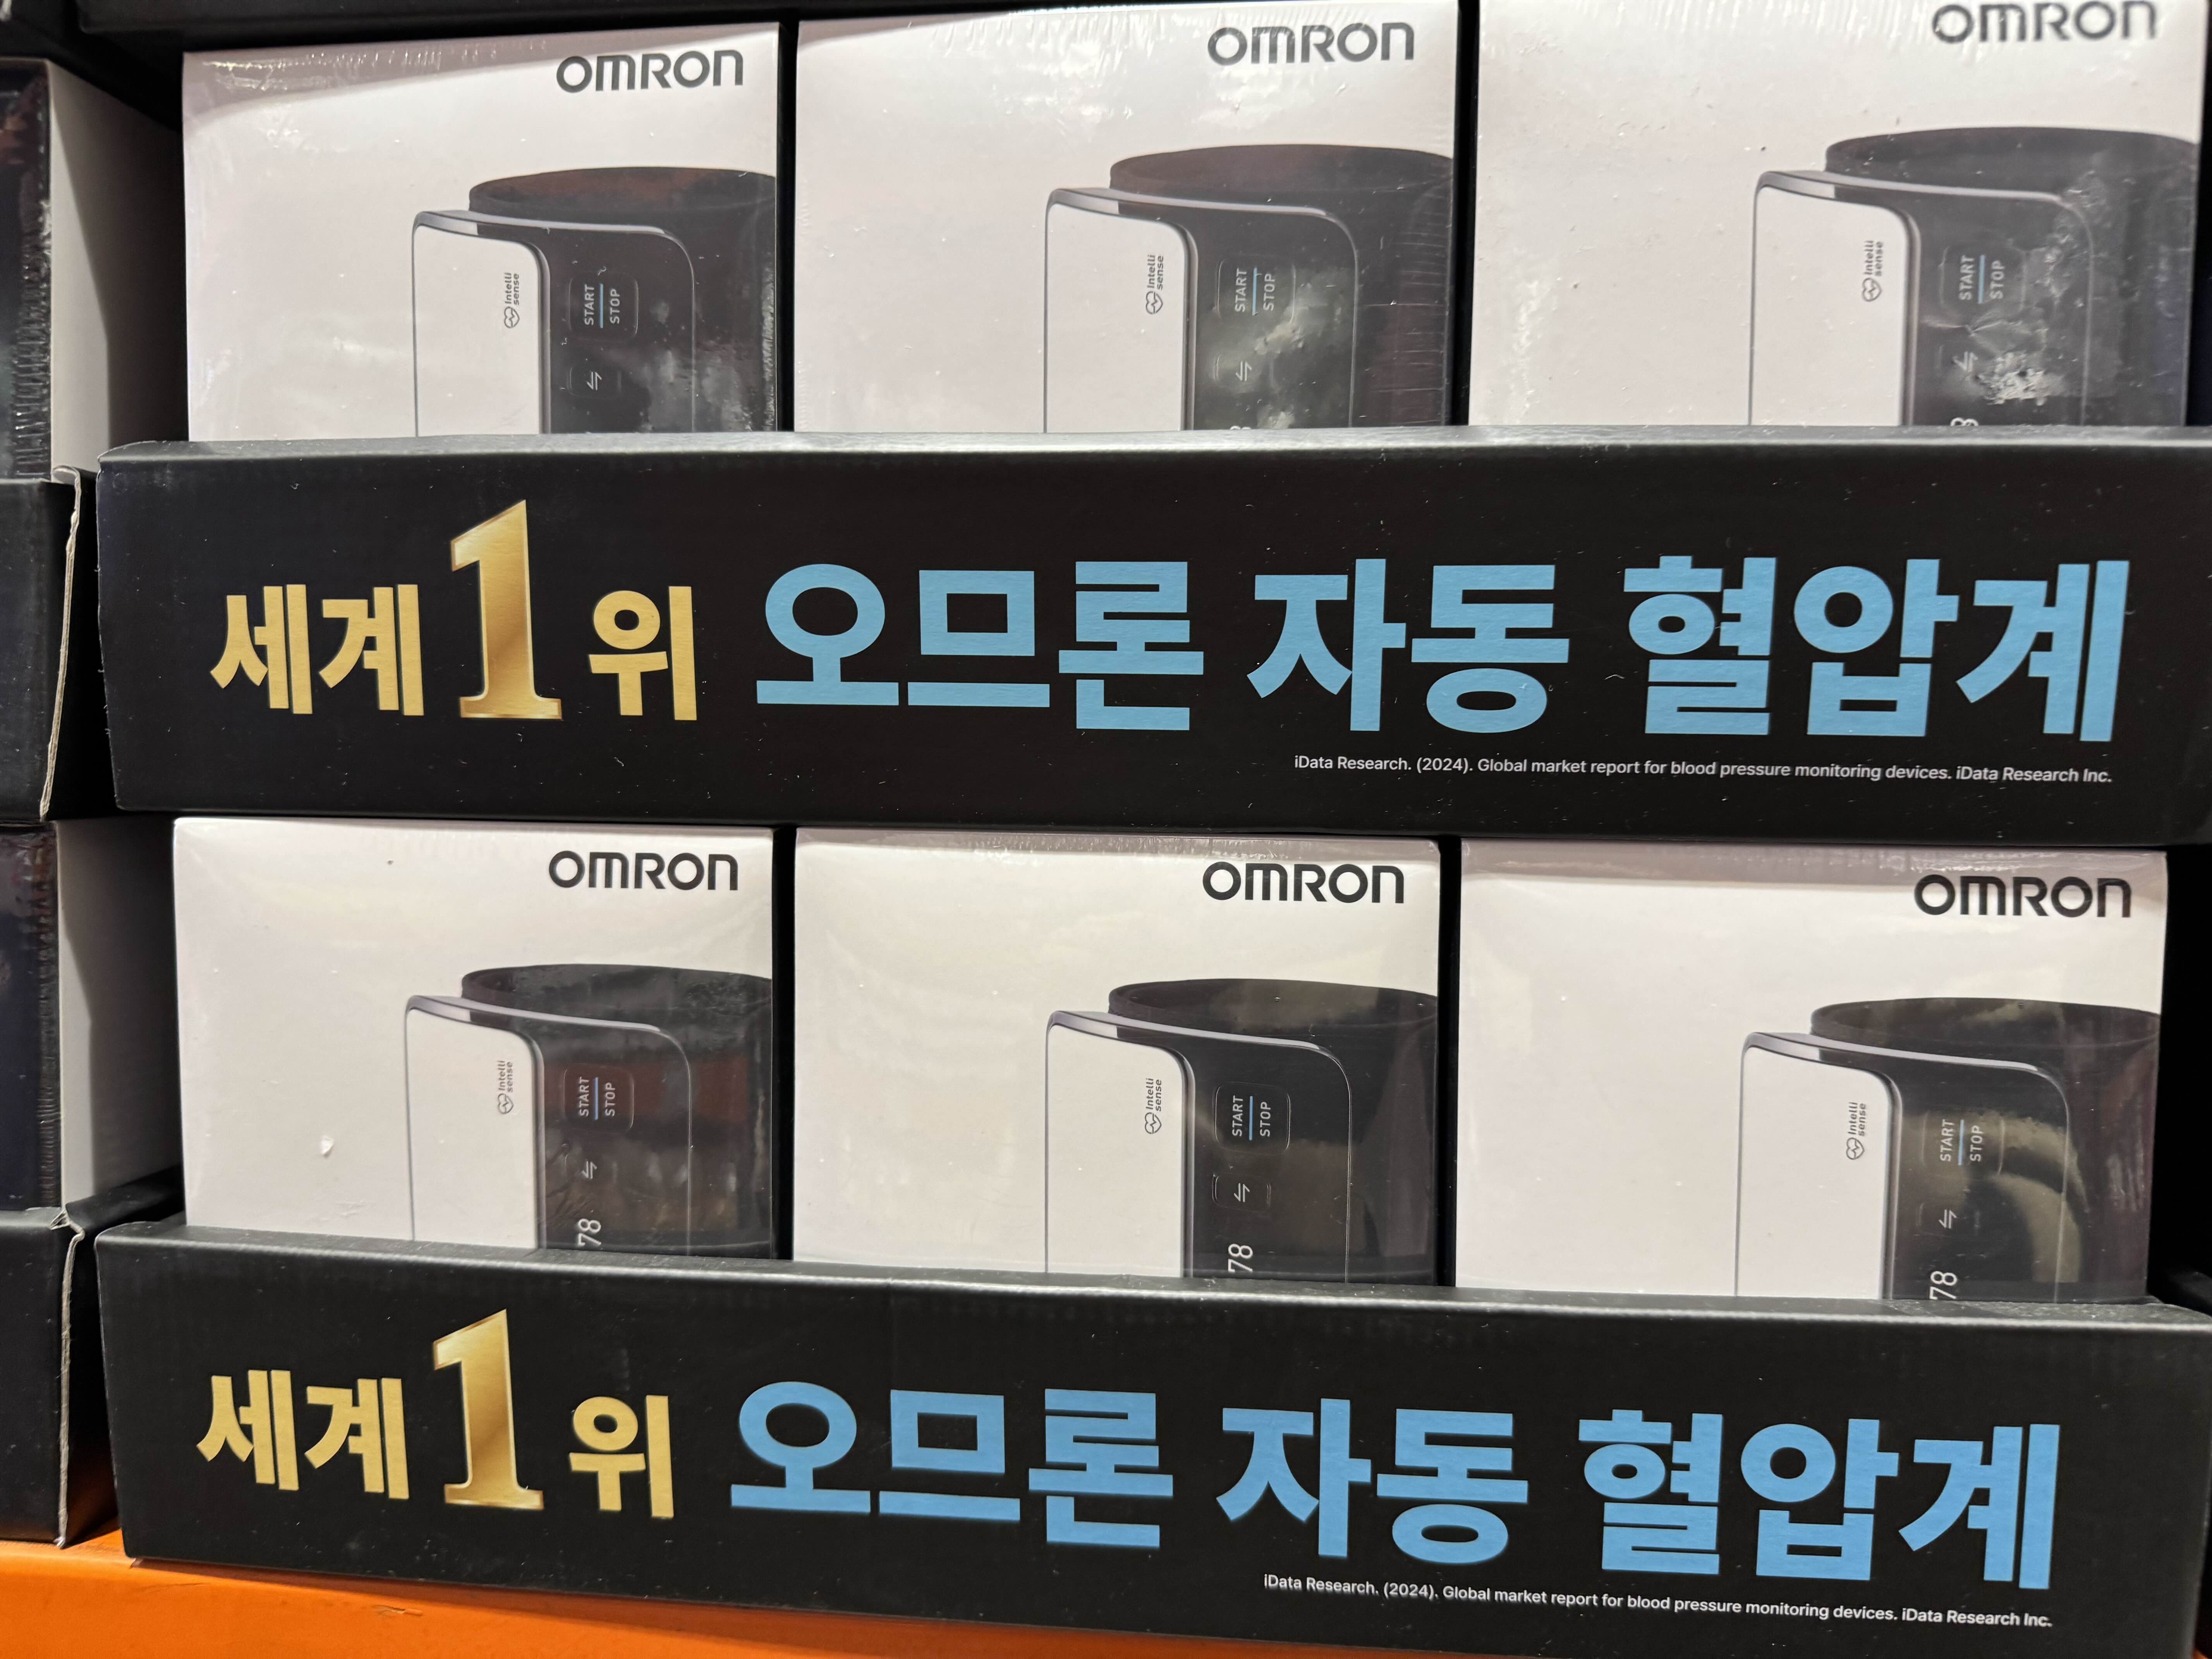 OMRON
OMRON
OMRON
Intelli sense
START STOP
Intelli sense
START STOP
Intelli sense
START STOP
세계 1위 오므론 자동 혈압계
iData Research. (2024). Global market report for blood pressure monitoring devices. iData Research Inc.
OMRON
OMRON
OMRON
Intelli sense
START STOP
78
Intelli sense
START STOP
78
Intelli sense
START STOP
78
세계 1위 오므론 자동 혈압계
iData Research. (2024). Global market report for blood pressure monitoring devices. iData Research Inc.